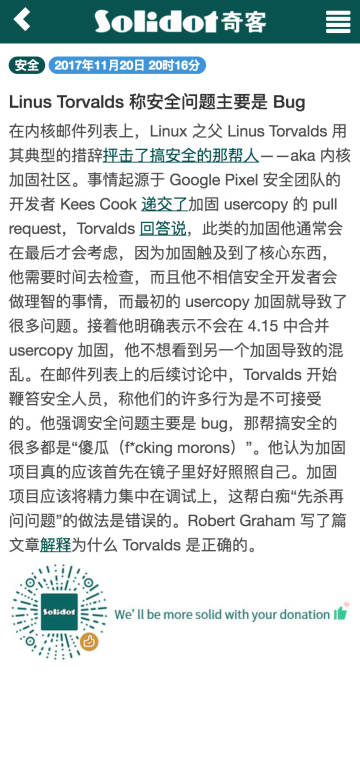 Solidot奇客
安全 2017年11月20日 20时16分
Linus Torvalds 称安全问题主要是 Bug
在内核邮件列表上，Linux 之父 Linus Torvalds 用
其典型的措辞抨击了搞安全的那帮人——aka 内核
加固社区。事情起源于 Google Pixel 安全团队的
开发者 Kees Cook 递交了加固 usercopy 的 pull
request，Torvalds 回答说，此类的加固他通常会
在最后才会考虑，因为加固触及到了核心东西，
他需要时间去检查，而且他不相信安全开发者会
做理智的事情，而最初的 usercopy 加固就导致了
很多问题。接着他明确表示不会在 4.15 中合并
usercopy 加固，他不想看到另一个加固导致的混
乱。在邮件列表上的后续讨论中，Torvalds 开始
鞭答安全人员，称他们的许多行为是不可接受
的。他强调安全问题主要是 bug，那帮搞安全的
很多都是“傻瓜（f*cking morons）”。他认为加固
项目真的应该首先在镜子里好好照照自己。加固
项目应该将精力集中在调试上，这帮白痴“先杀再
问问题”的做法是错误的。Robert Graham 写了篇
文章解释为什么 Torvalds 是正确的。
Solidot
We'll be more solid with your donation